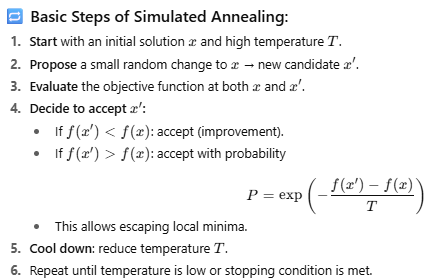 🔁 Basic Steps of Simulated Annealing:
1. Start with an initial solution x and high temperature T.
2. Propose a small random change to x → new candidate x′.
3. Evaluate the objective function at both x and x′.
4. Decide to accept x′:
• If f(x′) < f(x): accept (improvement).
• If f(x′) > f(x): accept with probability
P = exp(−(f(x′) − f(x))/T)
• This allows escaping local minima.
5. Cool down: reduce temperature T.
6. Repeat until temperature is low or stopping condition is met.